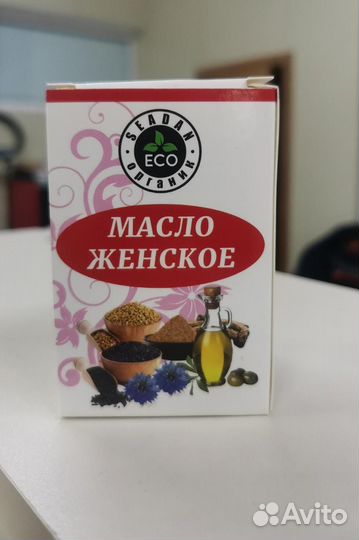 SEADAN
ECO
органик
МАСЛО
ЖЕНСКОЕ
Avito